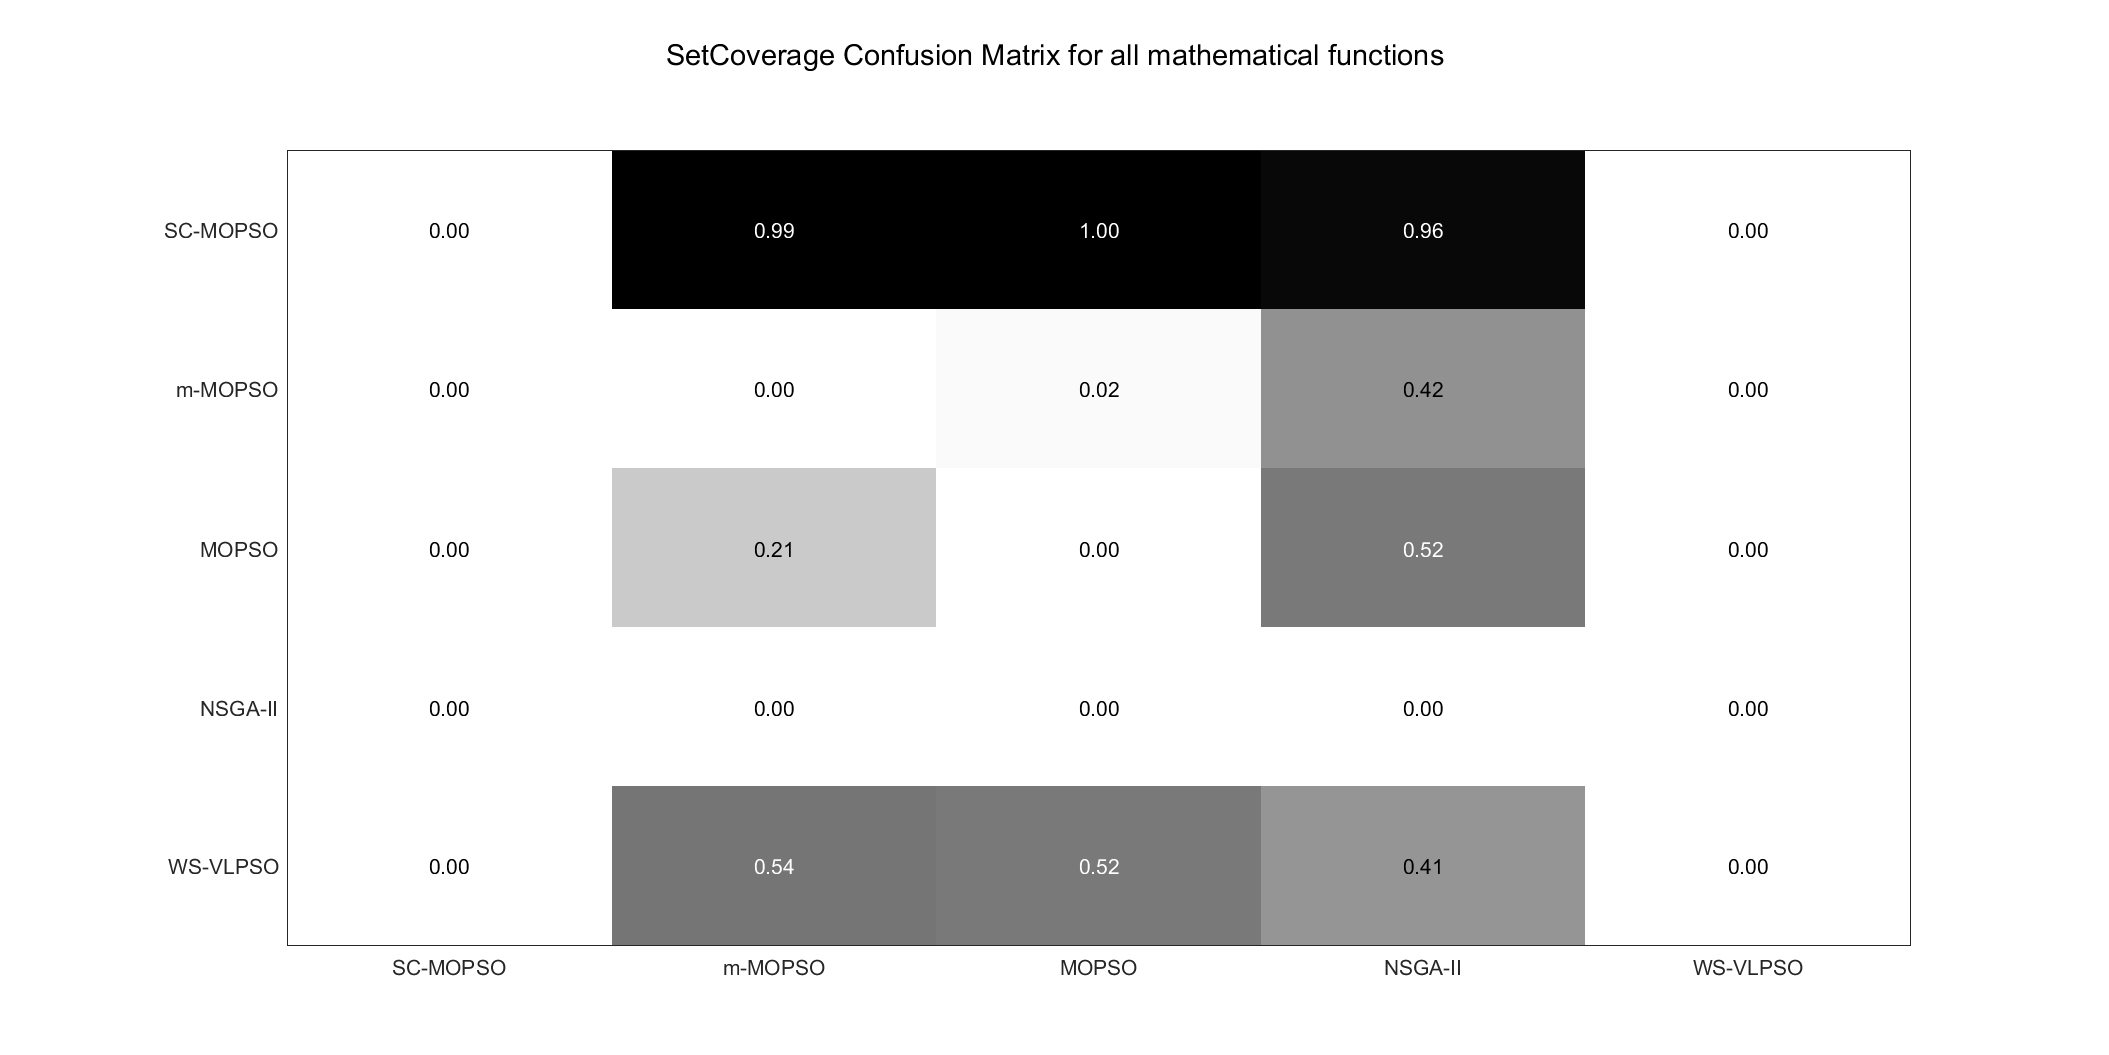 SetCoverage Confusion Matrix for all mathematical functions
SC-MOPSO 0.00 0.99 1.00 0.96 0.00
m-MOPSO 0.00 0.00 0.02 0.42 0.00
MOPSO 0.00 0.21 0.00 0.52 0.00
NSGA-II 0.00 0.00 0.00 0.00 0.00
WS-VLPSO 0.00 0.54 0.52 0.41 0.00
SC-MOPSO m-MOPSO MOPSO NSGA-II WS-VLPSO